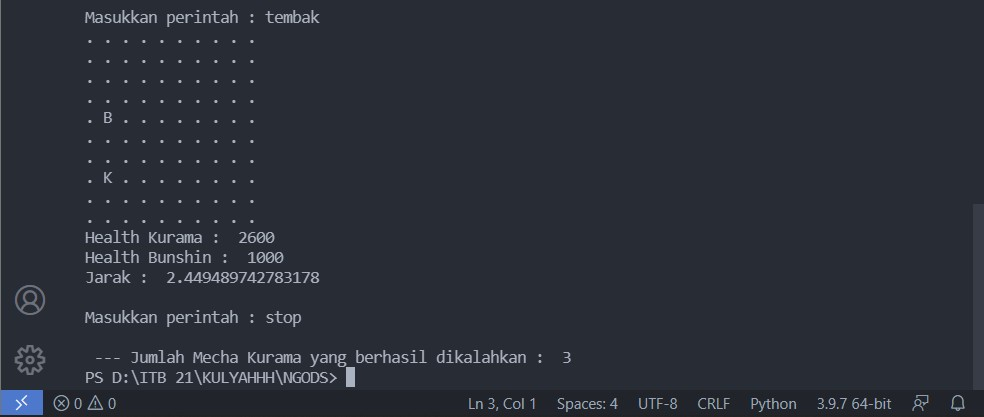 Masukkan perintah : tembak
. . . . . . . . . .
. . . . . . . . . .
. . . . . . . . . .
. . . . . . . . . .
. B . . . . . . . .
. . . . . . . . . .
. . . . . . . . . .
. K . . . . . . . .
. . . . . . . . . .
. . . . . . . . . .
Health Kurama :  2600
Health Bunshin :  1000
Jarak :  2.449489742783178
Masukkan perintah : stop
 --- Jumlah Mecha Kurama yang berhasil dikalahkan :  3
PS D:\ITB 21\KULYAHHH\NGODS>
0 0 Ln 3, Col 1 Spaces: 4 UTF-8 CRLF Python 3.9.7 64-bit